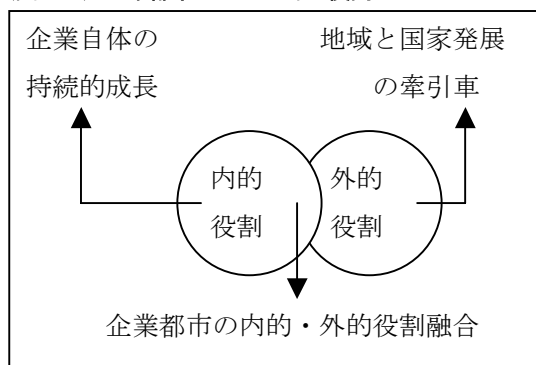 企業自体の
持続的成長
地域と国家発展
の牽引車
内的
役割
外的
役割
企業都市の内的・外的役割融合